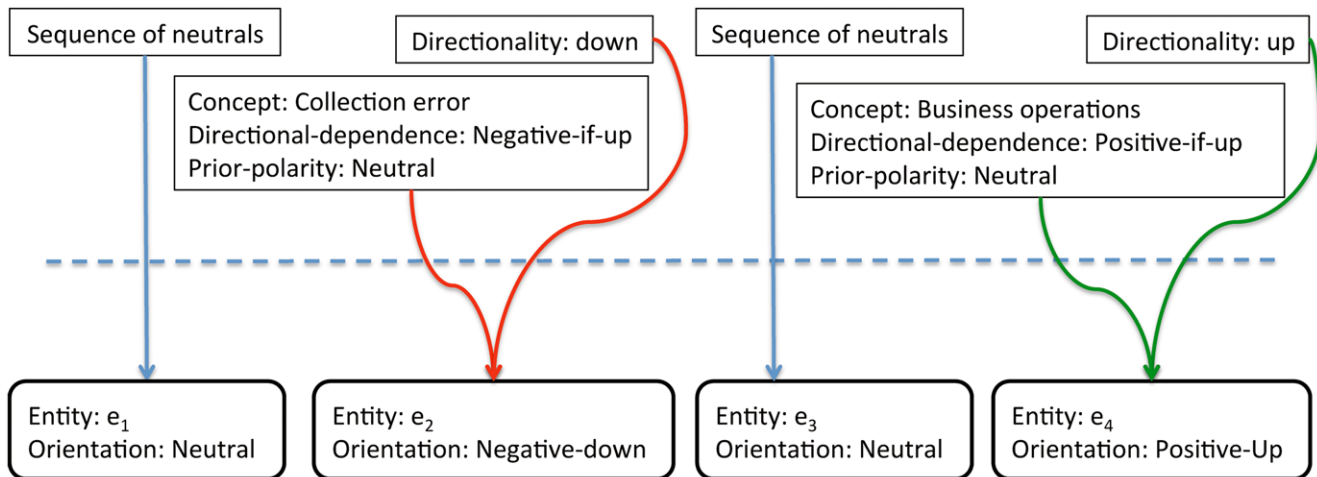 Sequence of neutrals
Directionality: down
Sequence of neutrals
Directionality: up
Concept: Collection error
Directional-dependence: Negative-if-up
Prior-polarity: Neutral
Concept: Business operations
Directional-dependence: Positive-if-up
Prior-polarity: Neutral
Entity: e₁
Orientation: Neutral
Entity: e₂
Orientation: Negative-down
Entity: e₃
Orientation: Neutral
Entity: e₄
Orientation: Positive-Up